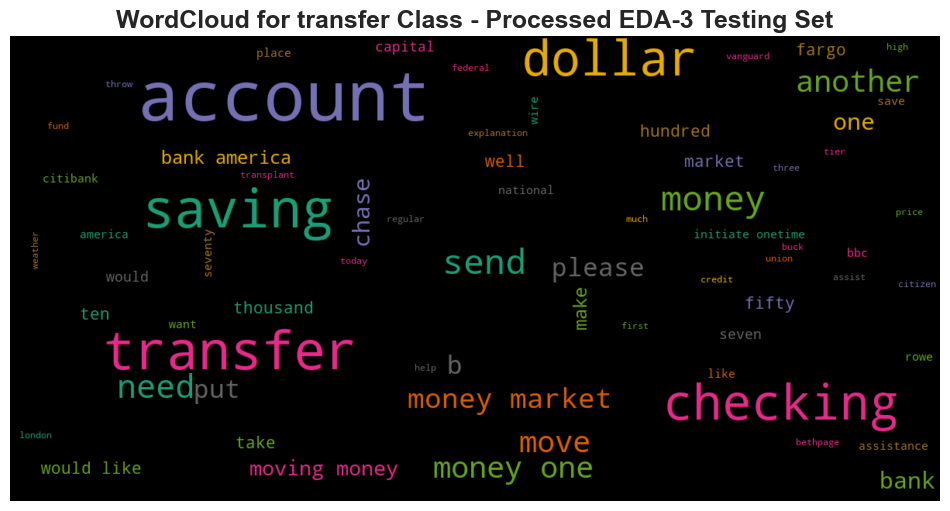 WordCloud for transfer Class - Processed EDA-3 Testing Set
place
capital
dollar
fargo
high
federal
vanguard
throw
account
another
save
fund
wire
explanation
hundred
one
bank america
well
market
three
tier
citibank
transplant
national
saving
chase
regular
money
much
price
america
initiate onetime
weather
seventy
today
send
please
buck
union
bbc
would
credit
assist
citizen
ten
thousand
make
fifty
want
first
seven
transfer
b
rowe
help
like
need
put
money market
checking
london
take
move
bethpage
assistance
would like
moving money
money one
bank